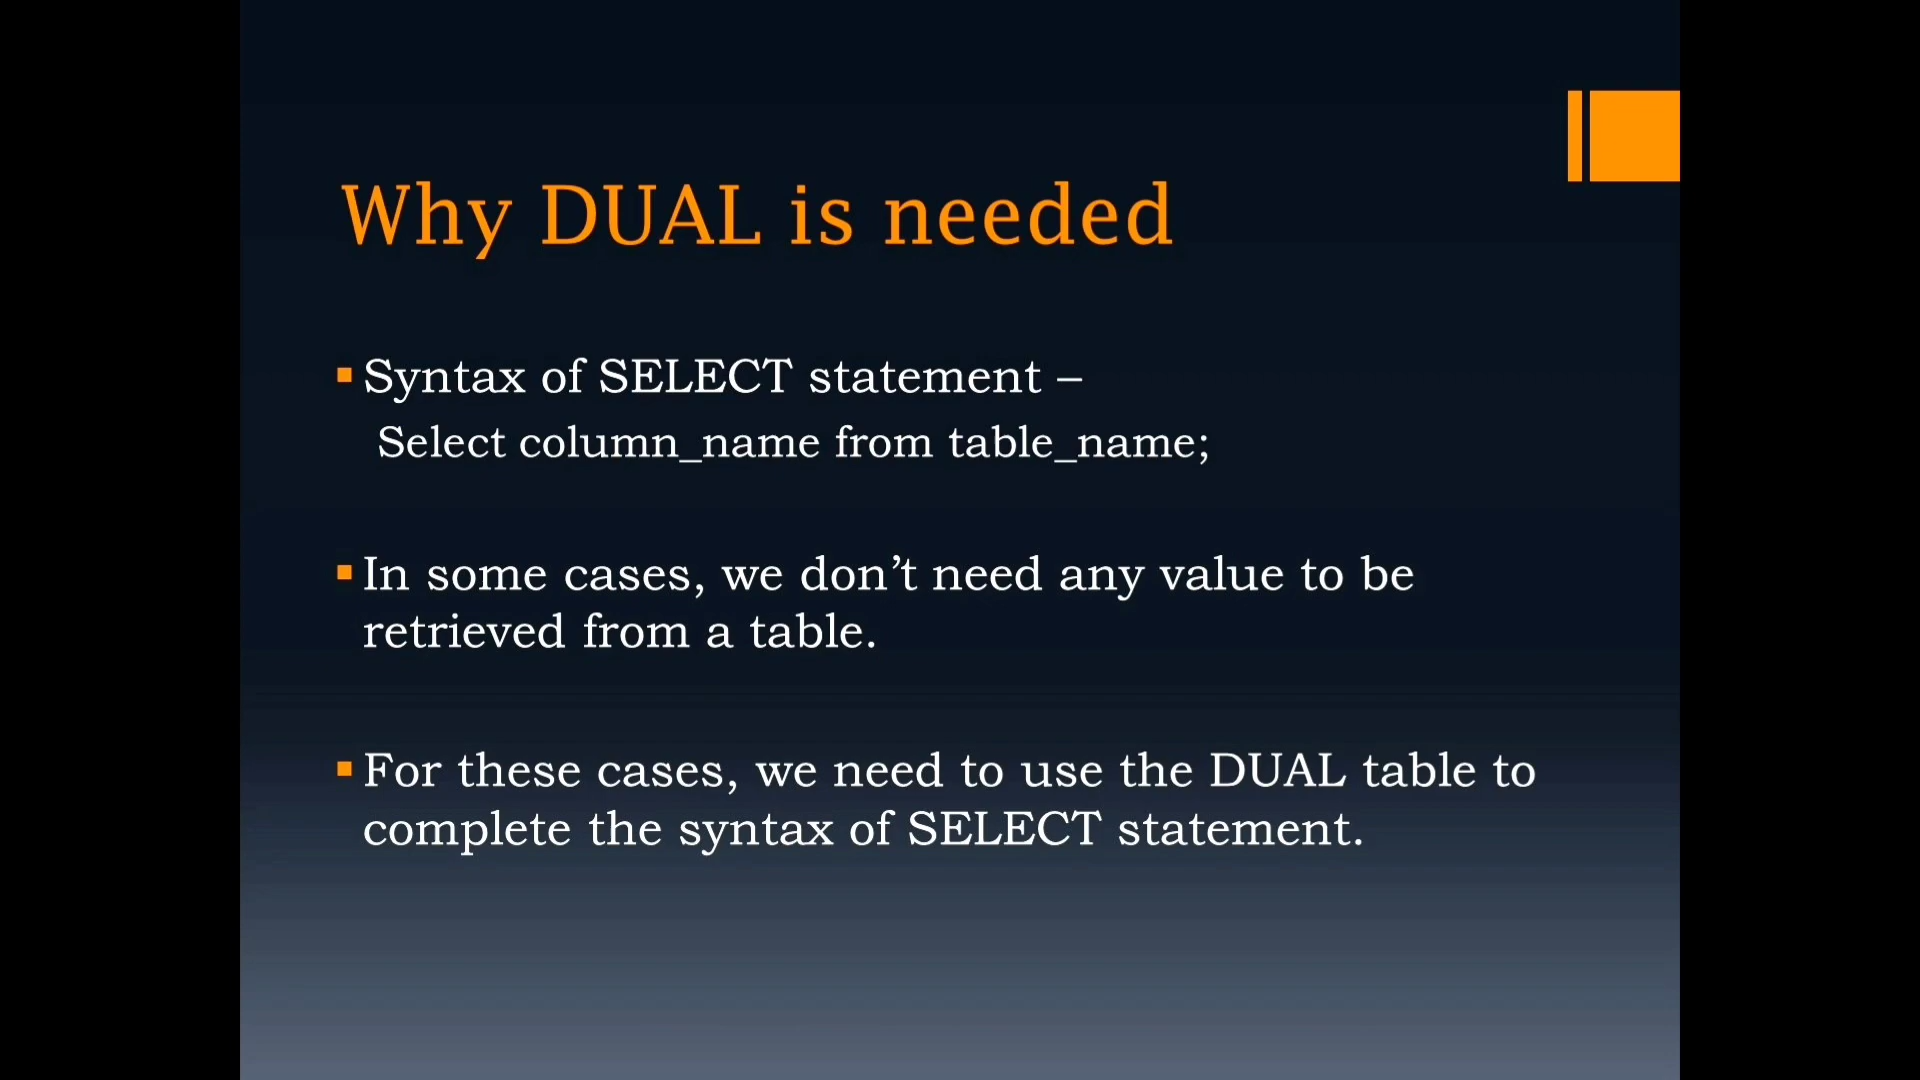 Why DUAL is needed
Syntax of SELECT statement –
Select column_name from table_name;
In some cases, we don’t need any value to be
retrieved from a table.
For these cases, we need to use the DUAL table to
complete the syntax of SELECT statement.